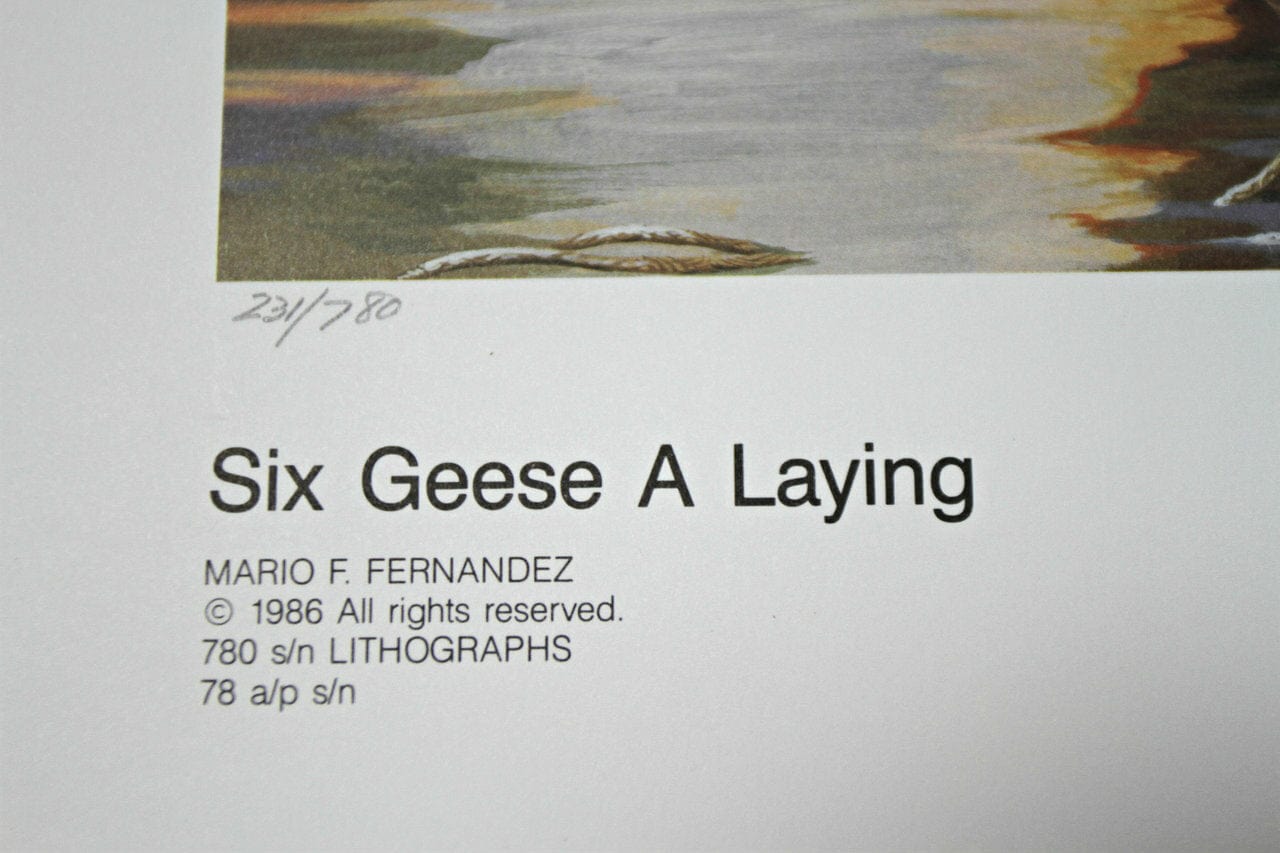 231/780
Six Geese A Laying
MARIO F. FERNANDEZ
© 1986 All rights reserved.
780 s/n LITHOGRAPHS
78 a/p s/n